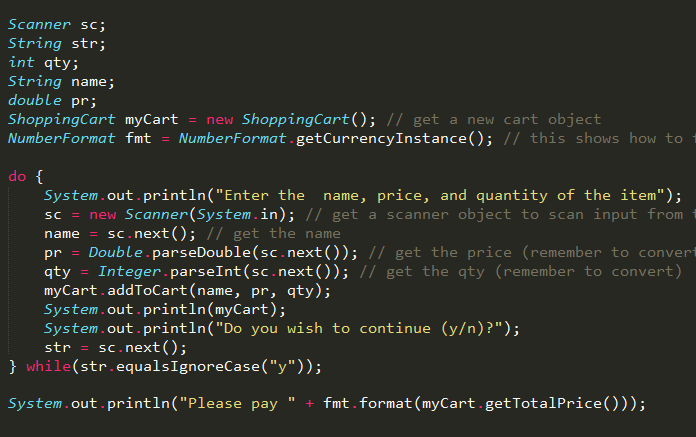 Scanner sc;
String str;
int qty;
String name;
double pr;
ShoppingCart myCart = new ShoppingCart(); // get a new cart object
NumberFormat fmt = NumberFormat.getCurrencyInstance(); // this shows how to
do {
System.out.println("Enter the  name, price, and quantity of the item");
sc = new Scanner(System.in); // get a scanner object to scan input from
name = sc.next(); // get the name
pr = Double.parseDouble(sc.next()); // get the price (remember to convert
qty = Integer.parseInt(sc.next()); // get the qty (remember to convert)
myCart.addToCart(name, pr, qty);
System.out.println(myCart);
System.out.println("Do you wish to continue (y/n)?");
str = sc.next();
} while(str.equalsIgnoreCase("y"));
System.out.println("Please pay " + fmt.format(myCart.getTotalPrice()));